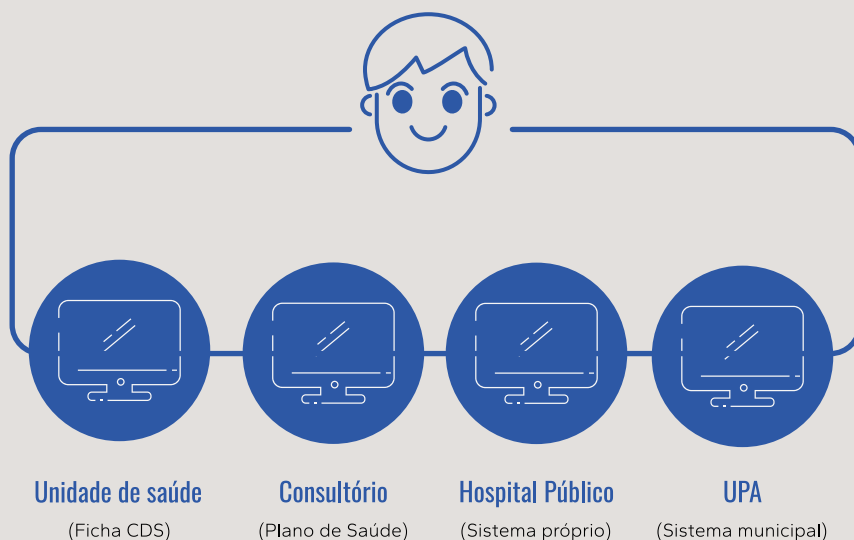 Unidade de saúde
(Ficha CDS)
Consultório
(Plano de Saúde)
Hospital Público
(Sistema próprio)
UPA
(Sistema municipal)